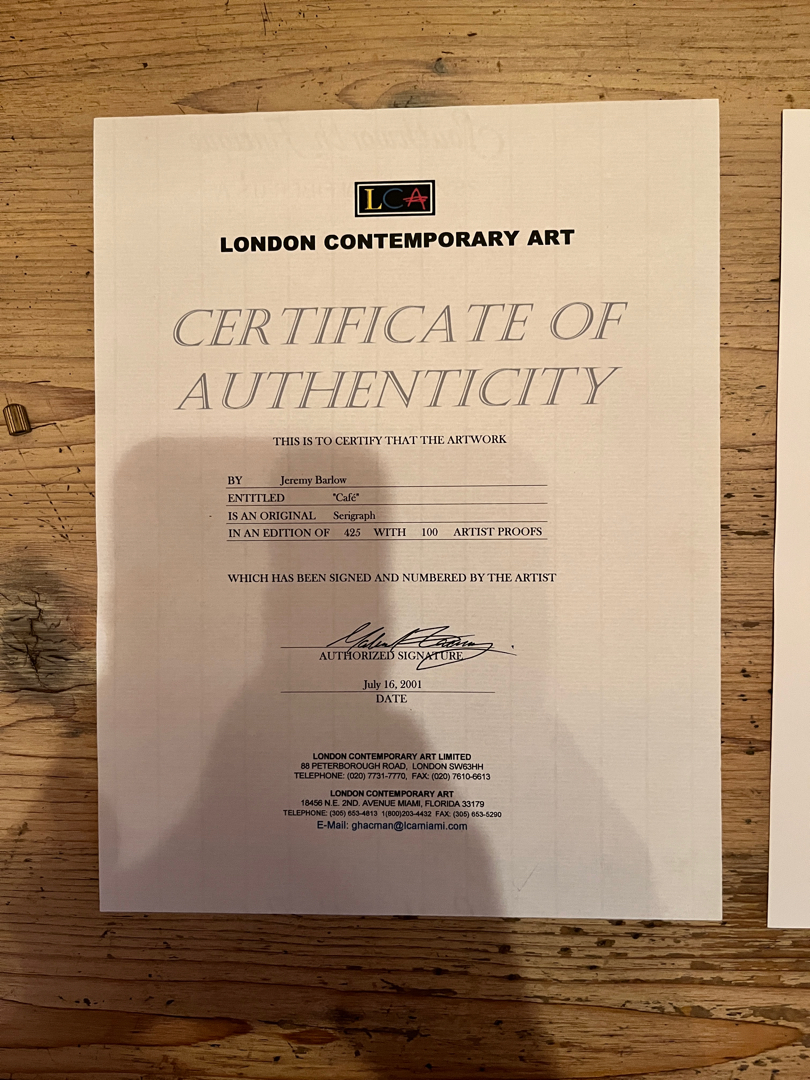 LCA
LONDON CONTEMPORARY ART
CERTIFICATE OF
AUTHENTICITY
THIS IS TO CERTIFY THAT THE ARTWORK
BY Jeremy Barlow
ENTITLED "Café"
IS AN ORIGINAL Serigraph
IN AN EDITION OF 425 WITH 100 ARTIST PROOFS
WHICH HAS BEEN SIGNED AND NUMBERED BY THE ARTIST
AUTHORIZED SIGNATURE
July 16, 2001
DATE
LONDON CONTEMPORARY ART LIMITED
88 PETERBOROUGH ROAD, LONDON SW63HH
TELEPHONE: (020) 7731-7770, FAX: (020) 7610-6613
LONDON CONTEMPORARY ART
18456 N.E. 2ND. AVENUE MIAMI, FLORIDA 33179
TELEPHONE: (305) 653-4813 1(800)203-4432 FAX: (305) 653-5290
E-Mail: ghacman@lcamiami.com